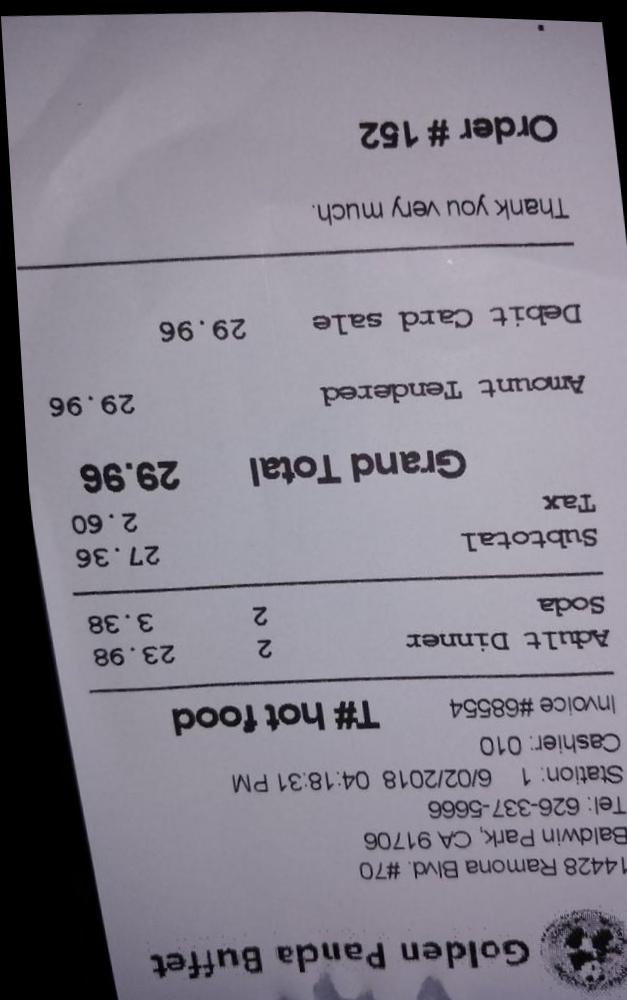 Golden Panda Buffet
14428 Ramona Blvd. #70
Baldwin Park, CA 91706
Tel: 626-337-5666
Station: 1 6/02/2018 04:18:31 PM
Cashier: 010
Invoice #68554 T# hot food
Adult Dinner 2 23.98
Soda 2 3.38
Subtotal 27.36
Tax 2.60
Grand Total 29.96
Amount Tendered 29.96
Debit Card sale 29.96
Thank you very much.
Order # 152